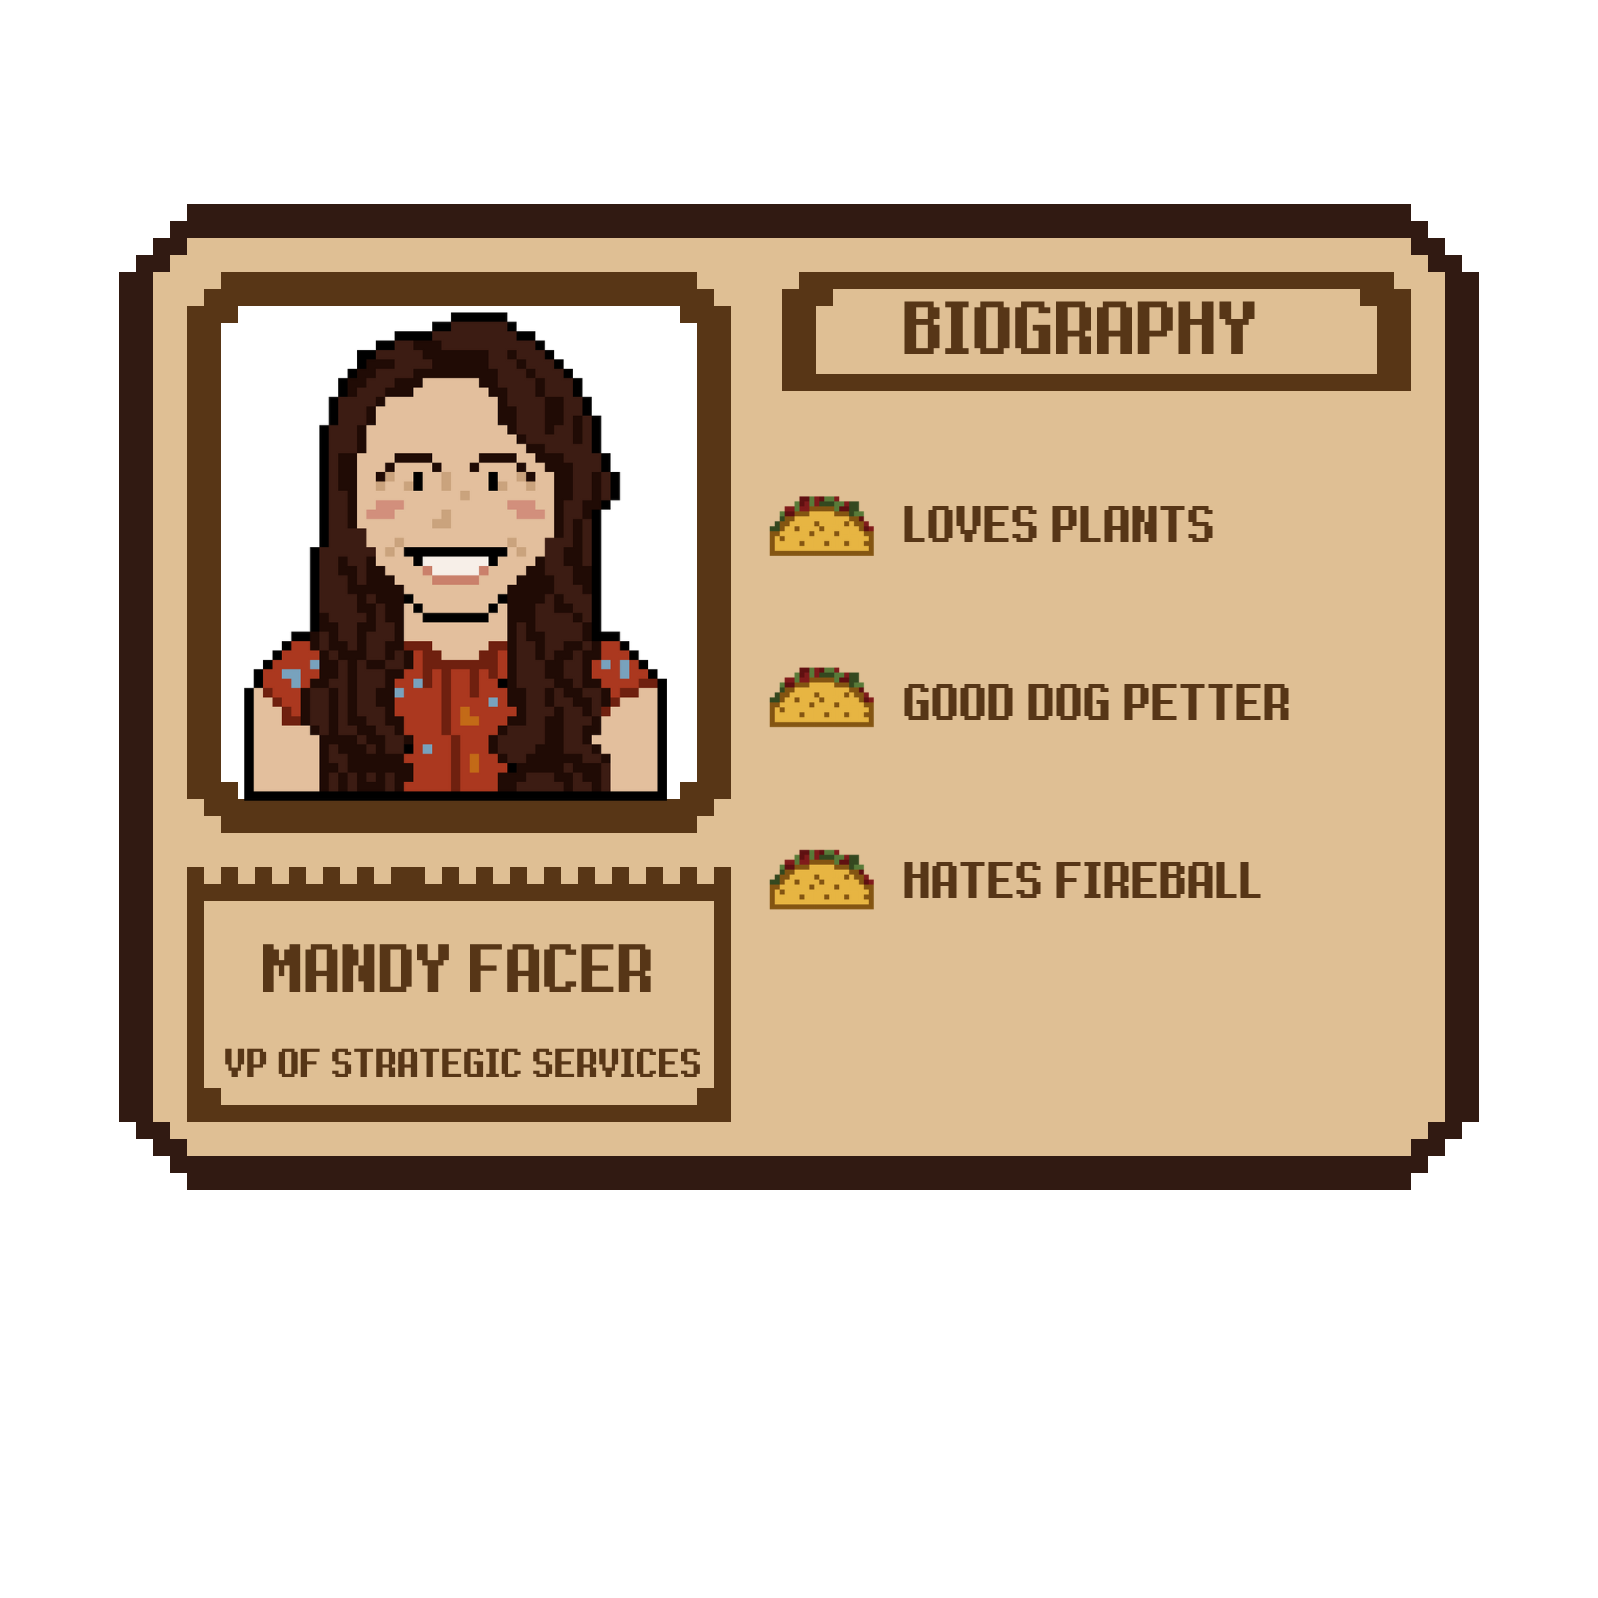 BIOGRAPHY
LOVES PLANTS
GOOD DOG PETTER
HATES FIREBALL
MANDY FACER
VP OF STRATEGIC SERVICES